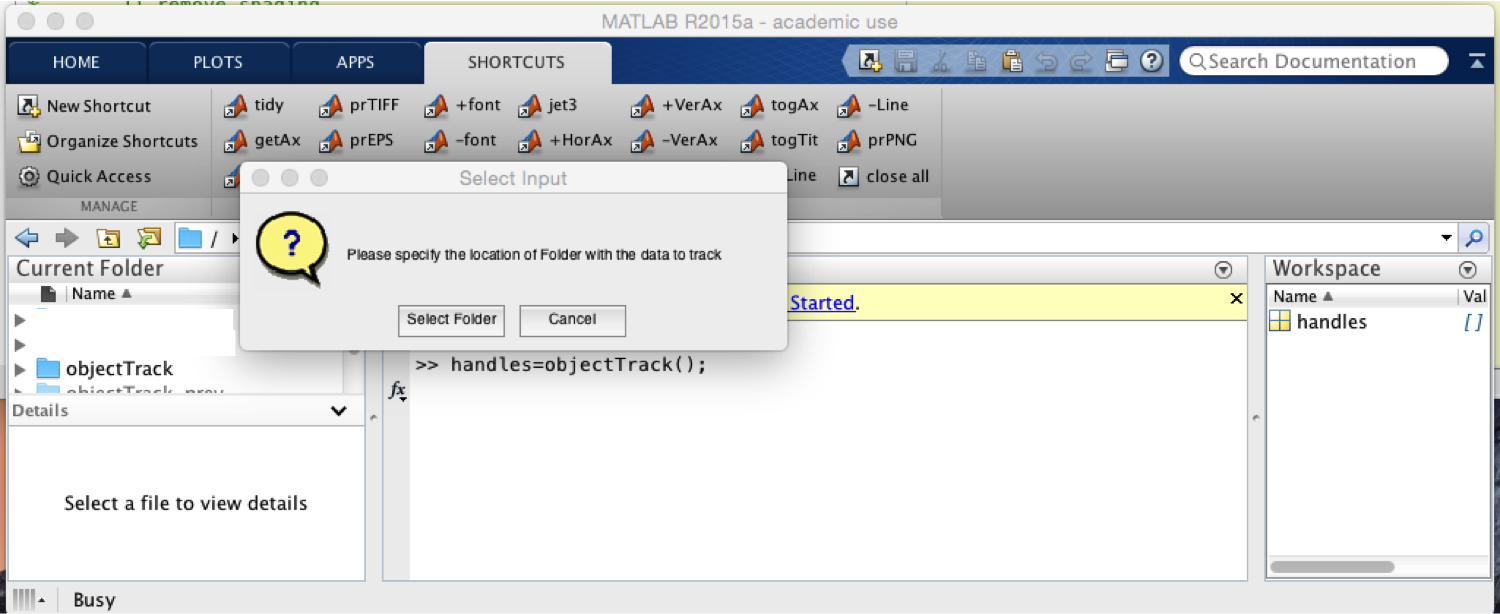 () remove shading
MATLAB R2015a - academic use
HOME PLOTS APPS SHORTCUTS Search Documentation
New Shortcut tidy prTIFF +font jet3 +VerAx togAx -Line
Organize Shortcuts getAx prEPS -font +HorAx -VerAx togTit prPNG
Quick Access Line close all
MANAGE
Select Input
?
Please specify the location of Folder with the data to track
Select Folder Cancel
/
Current Folder
Name
objectTrack
objectTrack_prev
Details
Select a file to view details
Started.
>> handles=objectTrack();
fx
Workspace
Name Val
handles []
Busy